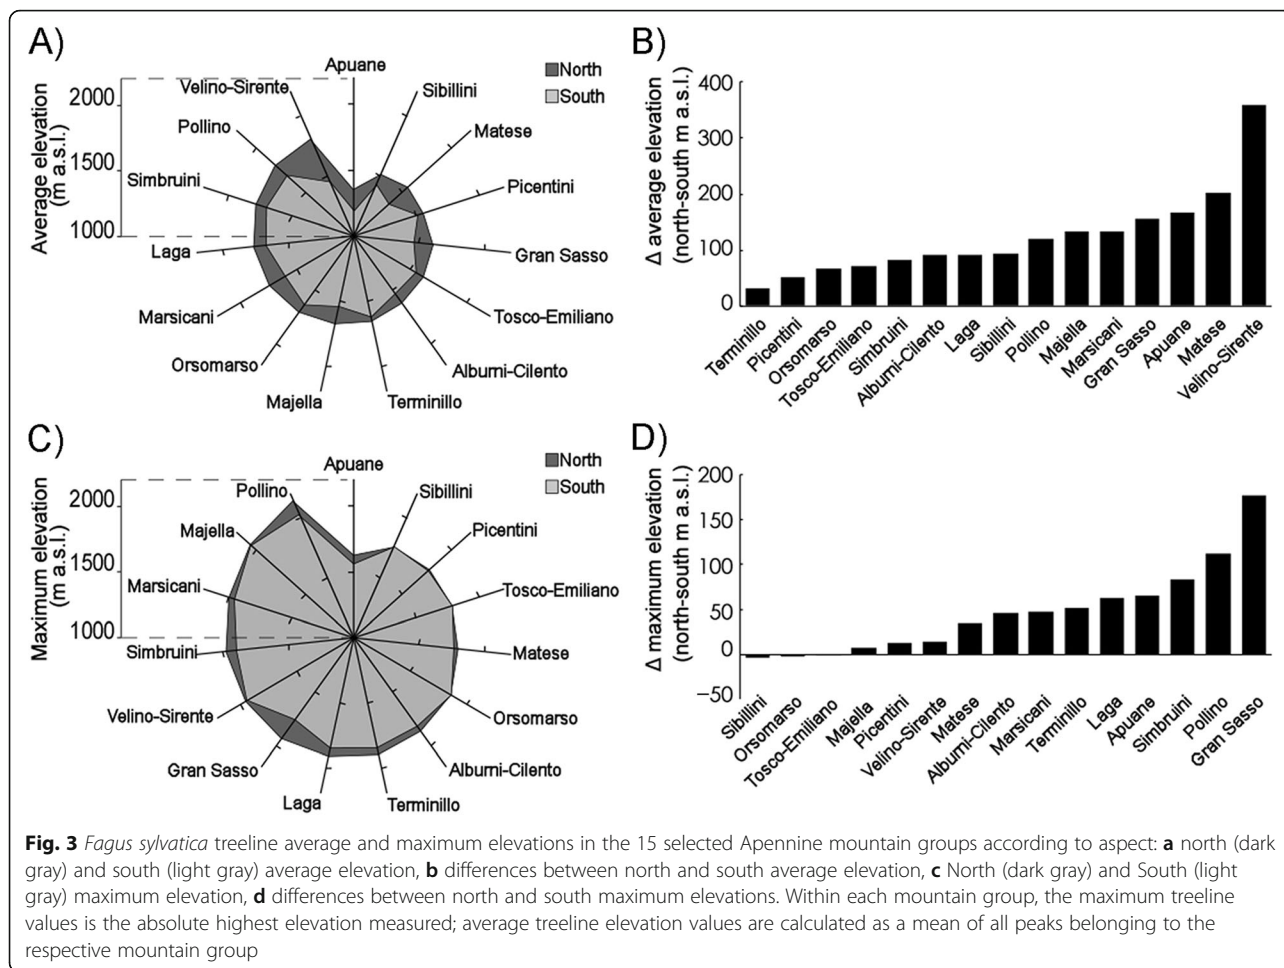 A)
Apuane
North
South
Velino-Sirente
Sibillini
Pollino
Matese
Simbruini
Picentini
Laga
Gran Sasso
Marsicani
Tosco-Emiliano
Orsomarso
Alburni-Cilento
Majella
Terminillo
2000
1500
1000
Average elevation
(m a.s.l.)
B)
400
300
200
100
0
Δ average elevation
(north-south m a.s.l.)
Terminillo
Picentini
Orsomarso
Tosco-Emiliano
Simbruini
Alburni-Cilento
Laga
Sibillini
Pollino
Majella
Marsicani
Gran Sasso
Apuane
Matese
Velino-Sirente
C)
Apuane
North
South
Pollino
Sibillini
Majella
Picentini
Marsicani
Tosco-Emiliano
Simbruini
Matese
Velino-Sirente
Orsomarso
Gran Sasso
Alburni-Cilento
Laga
Terminillo
2000
1500
1000
Maximum elevation
(m a.s.l.)
D)
200
150
100
50
0
−50
Δ maximum elevation
(north-south m a.s.l.)
Sibillini
Orsomarso
Tosco-Emiliano
Majella
Picentini
Velino-Sirente
Matese
Alburni-Cilento
Marsicani
Terminillo
Laga
Apuane
Simbruini
Pollino
Gran Sasso
Fig. 3 Fagus sylvatica treeline average and maximum elevations in the 15 selected Apennine mountain groups according to aspect: a north (dark
gray) and south (light gray) average elevation, b differences between north and south average elevation, c North (dark gray) and South (light
gray) maximum elevation, d differences between north and south maximum elevations. Within each mountain group, the maximum treeline
values is the absolute highest elevation measured; average treeline elevation values are calculated as a mean of all peaks belonging to the
respective mountain group